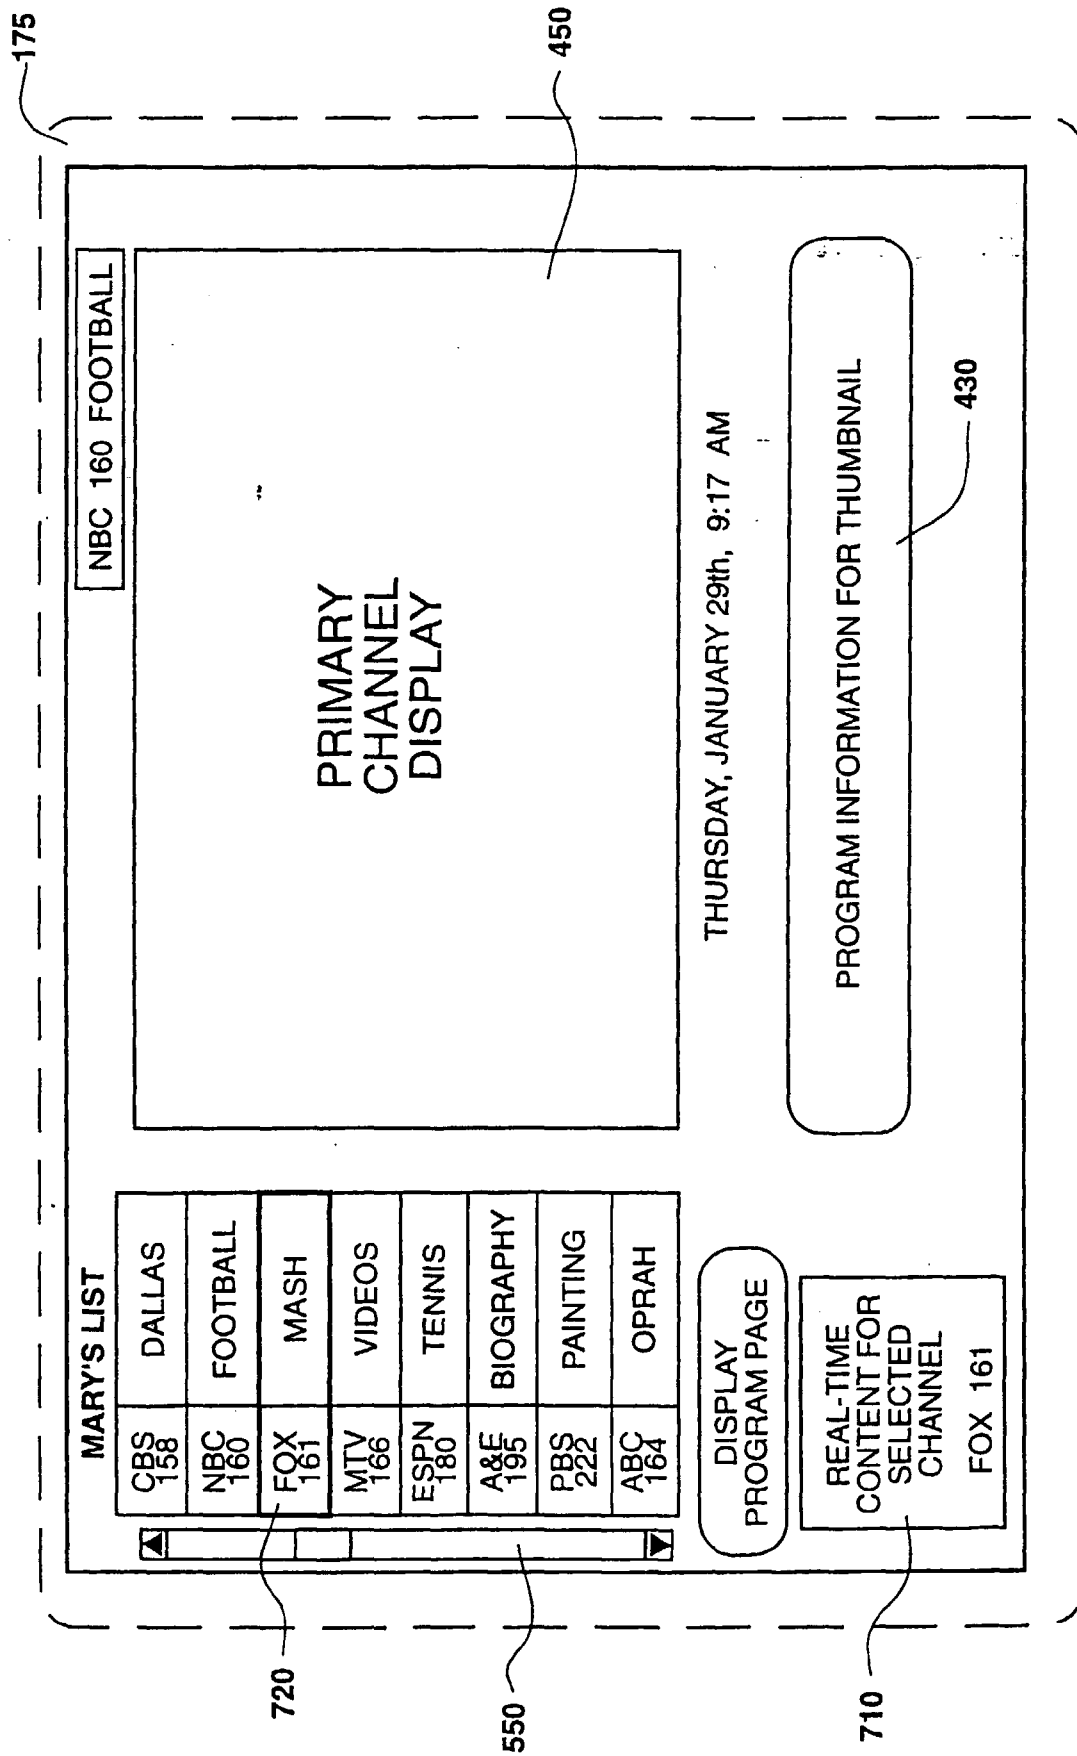 175
450
MARY'S LIST
NBC 160 FOOTBALL
CBS 158 DALLAS
NBC 160 FOOTBALL
FOX 161 MASH
MTV 166 VIDEOS
ESPN 180 TENNIS
A&E 195 BIOGRAPHY
PBS 222 PAINTING
ABC 164 OPRAH
PRIMARY
CHANNEL
DISPLAY
720
550
THURSDAY, JANUARY 29th, 9:17 AM
DISPLAY
PROGRAM PAGE
REAL-TIME
CONTENT FOR
SELECTED
CHANNEL
FOX 161
PROGRAM INFORMATION FOR THUMBNAIL
710
430